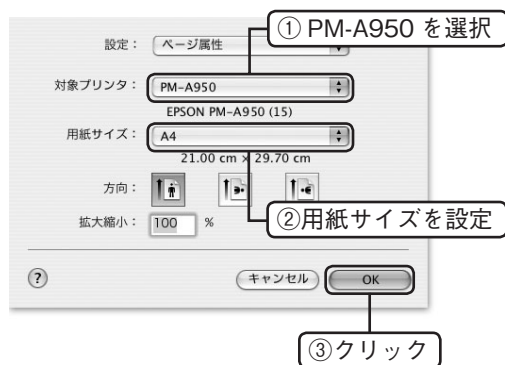 ① PM-A950 を選択
設定： ページ属性
対象プリンタ： PM-A950
EPSON PM-A950 (15)
用紙サイズ： A4
21.00 cm × 29.70 cm
方向：
②用紙サイズを設定
拡大縮小： 100 %
? キャンセル OK
③クリック